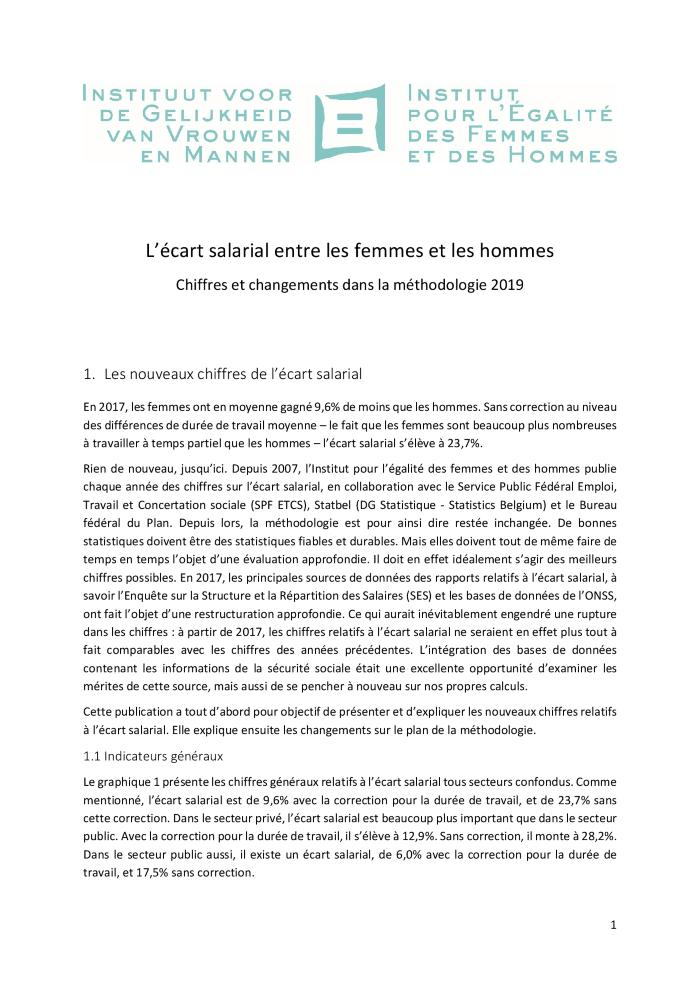 INSTITUUT VOOR
DE GELIJKHEID
VAN VROUWEN
EN MANNEN
INSTITUT
POUR L'ÉGALITÉ
DES FEMMES
ET DES HOMMES
L'écart salarial entre les femmes et les hommes
Chiffres et changements dans la méthodologie 2019
1. Les nouveaux chiffres de l'écart salarial
En 2017, les femmes ont en moyenne gagné 9,6% de moins que les hommes. Sans correction au niveau
des différences de durée de travail moyenne – le fait que les femmes sont beaucoup plus nombreuses
à travailler à temps partiel que les hommes – l'écart salarial s'élève à 23,7%.
Rien de nouveau, jusqu'ici. Depuis 2007, l'Institut pour l'égalité des femmes et des hommes publie
chaque année des chiffres sur l'écart salarial, en collaboration avec le Service Public Fédéral Emploi,
Travail et Concertation sociale (SPF ETCS), Statbel (DG Statistique - Statistics Belgium) et le Bureau
fédéral du Plan. Depuis lors, la méthodologie est pour ainsi dire restée inchangée. De bonnes
statistiques doivent être des statistiques fiables et durables. Mais elles doivent tout de même faire de
temps en temps l'objet d'une évaluation approfondie. Il doit en effet idéalement s'agir des meilleurs
chiffres possibles. En 2017, les principales sources de données des rapports relatifs à l'écart salarial, à
savoir l'Enquête sur la Structure et la Répartition des Salaires (SES) et les bases de données de l'ONSS,
ont fait l'objet d'une restructuration approfondie. Ce qui aurait inévitablement engendré une rupture
dans les chiffres : à partir de 2017, les chiffres relatifs à l'écart salarial ne seraient en effet plus tout à
fait comparables avec les chiffres des années précédentes. L'intégration des bases de données
contenant les informations de la sécurité sociale était une excellente opportunité d'examiner les
mérites de cette source, mais aussi de se pencher à nouveau sur nos propres calculs.
Cette publication a tout d'abord pour objectif de présenter et d'expliquer les nouveaux chiffres relatifs
à l'écart salarial. Elle explique ensuite les changements sur le plan de la méthodologie.
1.1 Indicateurs généraux
Le graphique 1 présente les chiffres généraux relatifs à l'écart salarial tous secteurs confondus. Comme
mentionné, l'écart salarial est de 9,6% avec la correction pour la durée de travail, et de 23,7% sans
cette correction. Dans le secteur privé, l'écart salarial est beaucoup plus important que dans le secteur
public. Avec la correction pour la durée de travail, il s'élève à 12,9%. Sans correction, il monte à 28,2%.
Dans le secteur public aussi, il existe un écart salarial, de 6,0% avec la correction pour la durée de
travail, et 17,5% sans correction.
1